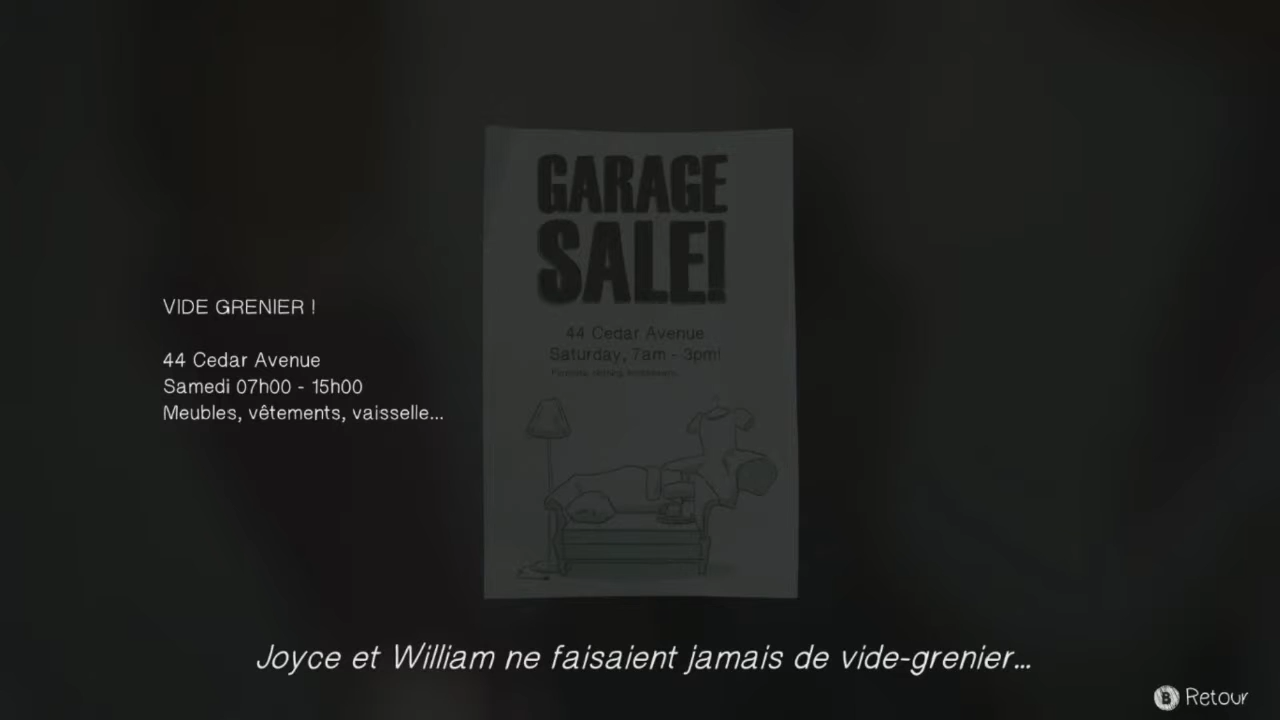 GARAGE
SALE!
44 Cedar Avenue
Saturday, 7am - 3pm!
VIDE GRENIER !
44 Cedar Avenue
Samedi 07h00 - 15h00
Meubles, vêtements, vaisselle...
Joyce et William ne faisaient jamais de vide-grenier...
B Retour